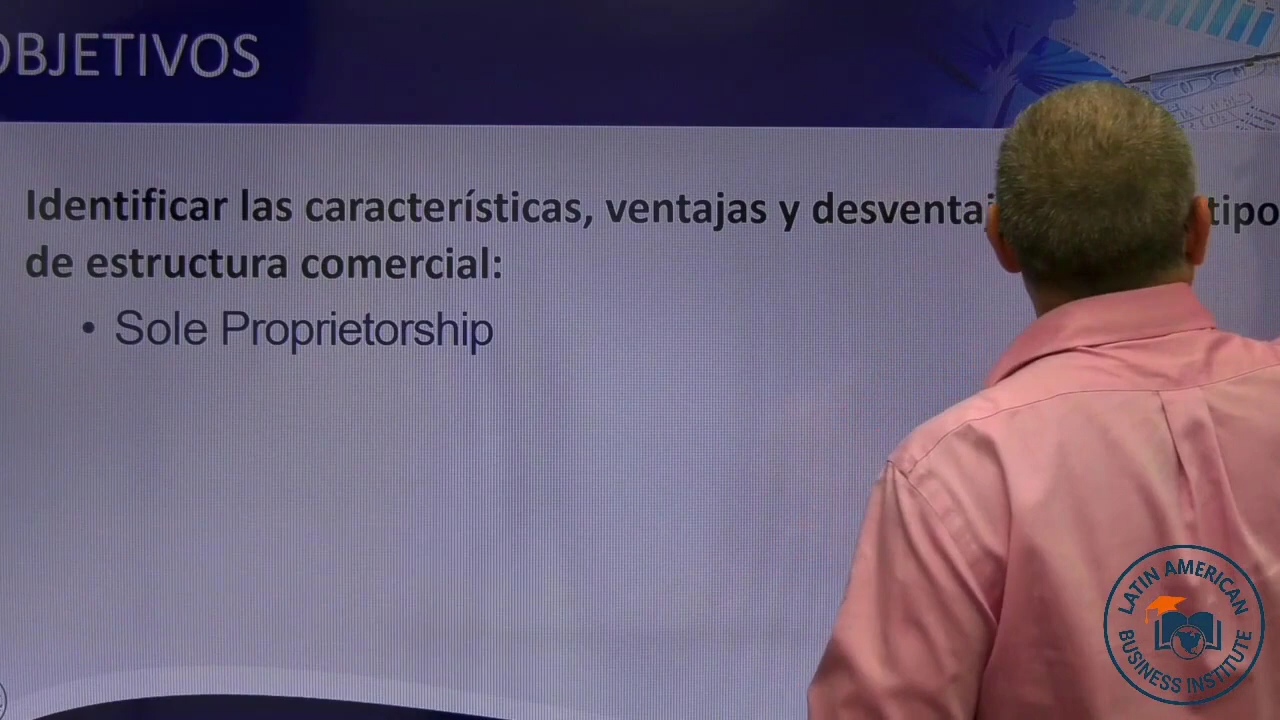 OBJETIVOS
Identificar las características, ventajas y tipo
de estructura comercial:
• Sole Proprietorship
LATIN AMERICAN
BUSINESS INSTITUTE